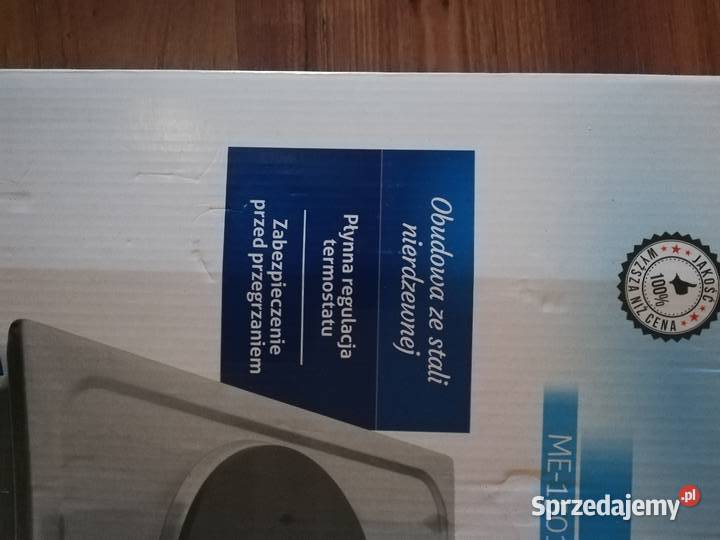 Obudowa ze stali
nierdzewnej
Płynna regulacja
termostatu
Zabezpieczenie
przed przegrzaniem
JAKOŚĆ
100%
WYŻSZA NIŻ CENA
Sprzedajemy.pl